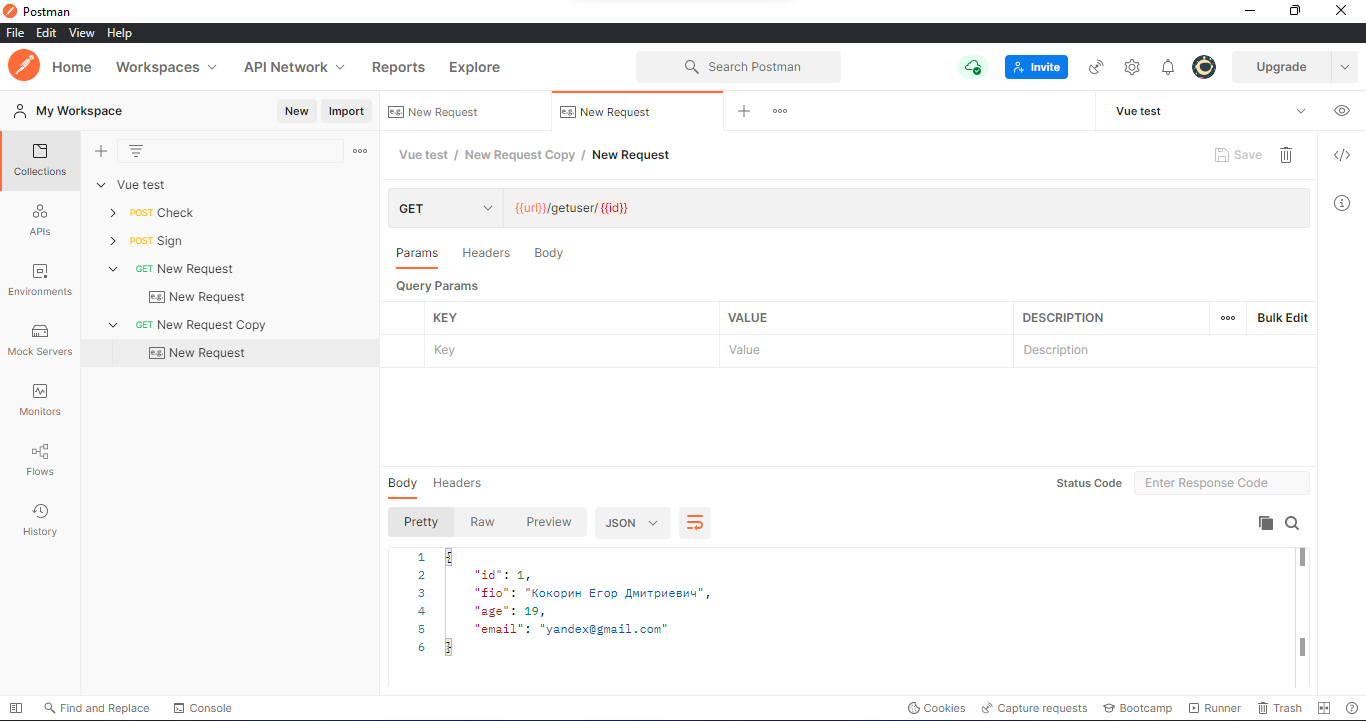 Postman
File Edit View Help
Home Workspaces API Network Reports Explore Search Postman Invite Upgrade
My Workspace New Import
e.g. New Request e.g. New Request Vue test
Collections
APIs
Environments
Mock Servers
Monitors
Flows
History
Vue test
POST Check
POST Sign
GET New Request
e.g. New Request
GET New Request Copy
e.g. New Request
Vue test / New Request Copy / New Request Save
GET {{url}}/getuser/{{id}}
Params Headers Body
Query Params
KEY VALUE DESCRIPTION Bulk Edit
Key Value Description
Body Headers Status Code Enter Response Code
Pretty Raw Preview JSON
1 {
2 "id": 1,
3 "fio": "Кокорин Егор Дмитриевич",
4 "age": 19,
5 "email": "yandex@gmail.com"
6 }
Find and Replace Console Cookies Capture requests Bootcamp Runner Trash